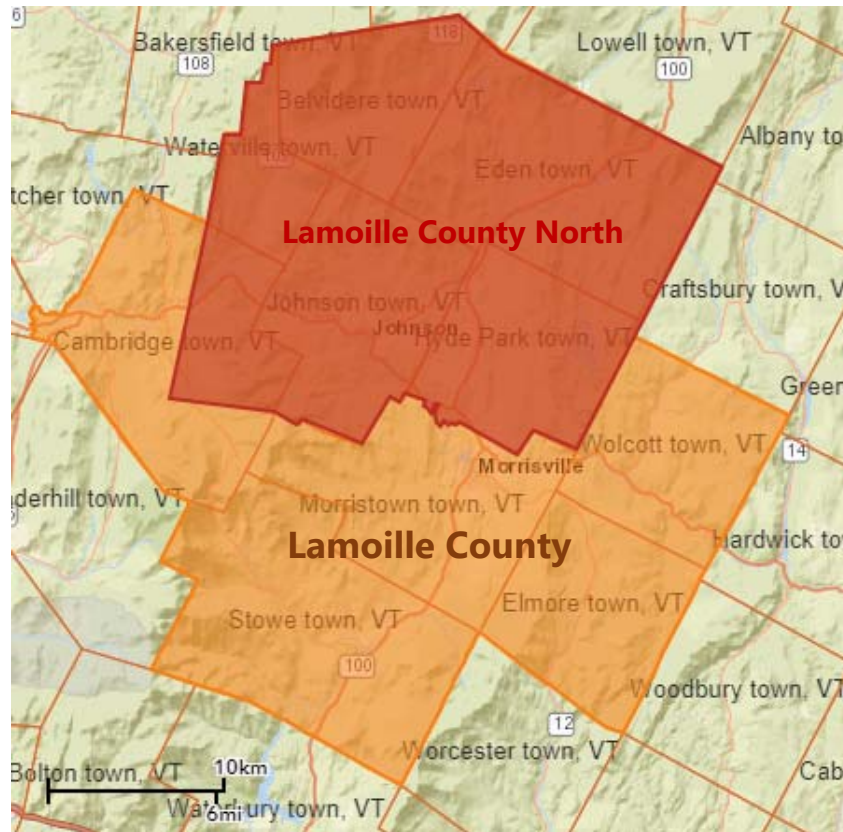 6
Bakersfield town, VT
118
Lowell town, VT
108
100
Belvidere town, VT
Albany to
Waterville town, VT
108
Eden town, VT
tcher town, VT
Lamoille County North
Craftsbury town, V
Johnson town, VT
Johnson
Hyde Park town, VT
Cambridge town, VT
Green
Wolcott town, VT
14
Morrisville
derhill town, VT
Morristown town, VT
Lamoille County
Hardwick to
Elmore town, VT
Stowe town, VT
100
Woodbury town, VT
12
Worcester town, VT
Bolton town, VT
10km
Cab
Waterbury town, VT
6mi